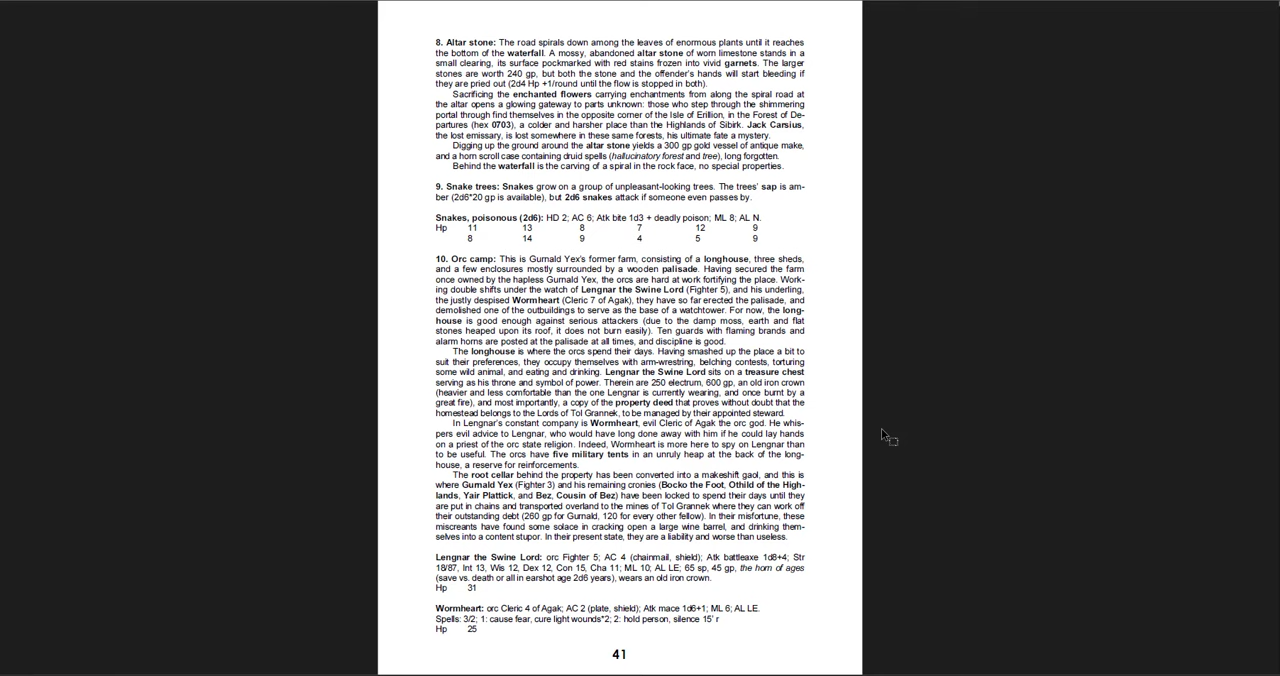 8. Altar stone: The road spirals down among the leaves of enormous plants until it reaches
the bottom of the waterfall. A mossy, abandoned altar stone of worn limestone stands in a
small clearing, its surface pockmarked with red stains frozen into vivid garnets. The larger
stones are worth 240 gp, but both the stone and the offender's hands will start bleeding if
they are pried out (2d4 Hp +1/round until the flow is stopped in both).
Sacrificing the enchanted flowers carrying enchantments from along the spiral road at
the altar opens a glowing gateway to parts unknown: those who step through the shimmering
portal through find themselves in the opposite corner of the Isle of Erillion, in the Forest of De-
partures (hex 0703), a colder and harsher place than the Highlands of Sibirk. Jack Carsius,
the lost emissary, is lost somewhere in these same forests, his ultimate fate a mystery.
Digging up the ground around the altar stone yields a 300 gp gold vessel of antique make,
and a horn scroll case containing druid spells (hallucinatory forest and tree), long forgotten.
Behind the waterfall is the carving of a spiral in the rock face, no special properties.
9. Snake trees: Snakes grow on a group of unpleasant-looking trees. The trees' sap is am-
ber (2d6*20 gp is available), but 2d6 snakes attack if someone even passes by.
Snakes, poisonous (2d6): HD 2; AC 6; Atk bite 1d3 + deadly poison; ML 8; AL N.
Hp 11 13 8 7 12 9
8 14 9 4 5 9
10. Orc camp: This is Gurnald Yex's former farm, consisting of a longhouse, three sheds,
and a few enclosures mostly surrounded by a wooden palisade. Having secured the farm
once owned by the hapless Gurnald Yex, the orcs are hard at work fortifying the place. Work-
ing double shifts under the watch of Lengnar the Swine Lord (Fighter 5), and his underling,
the justly despised Wormheart (Cleric 7 of Agak), they have so far erected the palisade, and
demolished one of the outbuildings to serve as the base of a watchtower. For now, the long-
house is good enough against serious attackers (due to the damp moss, earth and flat
stones heaped upon its roof, it does not burn easily). Ten guards with flaming brands and
alarm horns are posted at the palisade at all times, and discipline is good.
The longhouse is where the orcs spend their days. Having smashed up the place a bit to
suit their preferences, they occupy themselves with arm-wrestring, belching contests, torturing
some wild animal, and eating and drinking. Lengnar the Swine Lord sits on a treasure chest
serving as his throne and symbol of power. Therein are 250 electrum, 600 gp, an old iron crown
(heavier and less comfortable than the one Lengnar is currently wearing, and once burnt by a
great fire), and most importantly, a copy of the property deed that proves without doubt that the
homestead belongs to the Lords of Tol Grannek, to be managed by their appointed steward.
In Lengnar's constant company is Wormheart, evil Cleric of Agak the orc god. He whis-
pers evil advice to Lengnar, who would have long done away with him if he could lay hands
on a priest of the orc state religion. Indeed, Wormheart is more here to spy on Lengnar than
to be useful. The orcs have five military tents in an unruly heap at the back of the long-
house, a reserve for reinforcements.
The root cellar behind the property has been converted into a makeshift gaol, and this is
where Gurnald Yex (Fighter 3) and his remaining cronies (Bocko the Foot, Othild of the High-
lands, Yair Plattick, and Bez, Cousin of Bez) have been locked to spend their days until they
are put in chains and transported overland to the mines of Tol Grannek where they can work off
their outstanding debt (260 gp for Gurnald, 120 for every other fellow). In their misfortune, these
miscreants have found some solace in cracking open a large wine barrel, and drinking them-
selves into a content stupor. In their present state, they are a liability and worse than useless.
Lengnar the Swine Lord: orc Fighter 5; AC 4 (chainmail, shield); Atk battleaxe 1d8+4; Str
18/87, Int 13, Wis 12, Dex 12, Con 15, Cha 11; ML 10; AL LE; 65 sp, 45 gp, the horn of ages
(save vs. death or all in earshot age 2d6 years), wears an old iron crown.
Hp 31
Wormheart: orc Cleric 4 of Agak; AC 2 (plate, shield); Atk mace 1d6+1; ML 6; AL LE.
Spells: 3/2; 1: cause fear, cure light wounds*2; 2: hold person, silence 15' r
Hp 25
41